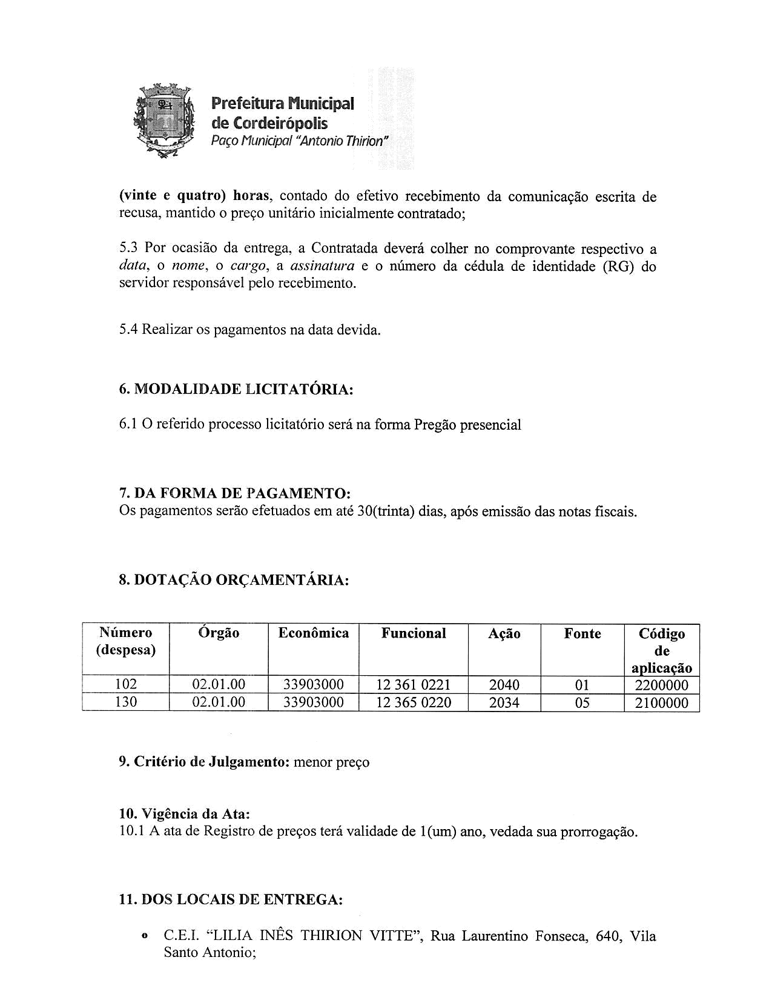 Prefeitura Municipal
de Cordeirópolis
Paço Municipal "Antonio Thirion"
(vinte e quatro) horas, contado do efetivo recebimento da comunicação escrita de
recusa, mantido o preço unitário inicialmente contratado;
5.3 Por ocasião da entrega, a Contratada deverá colher no comprovante respectivo a
data, o nome, o cargo, a assinatura e o número da cédula de identidade (RG) do
servidor responsável pelo recebimento.
5.4 Realizar os pagamentos na data devida.
6. MODALIDADE LICITATÓRIA:
6.1 O referido processo licitatório será na forma Pregão presencial
7. DA FORMA DE PAGAMENTO:
Os pagamentos serão efetuados em até 30(trinta) dias, após emissão das notas fiscais.
8. DOTAÇÃO ORÇAMENTÁRIA:
Número (despesa) Órgão Econômica Funcional Ação Fonte Código de aplicação
102 02.01.00 33903000 12 361 0221 2040 01 2200000
130 02.01.00 33903000 12 365 0220 2034 05 2100000
9. Critério de Julgamento: menor preço
10. Vigência da Ata:
10.1 A ata de Registro de preços terá validade de 1(um) ano, vedada sua prorrogação.
11. DOS LOCAIS DE ENTREGA:
o C.E.I. “LILIA INÊS THIRION VITTE”, Rua Laurentino Fonseca, 640, Vila
Santo Antonio;